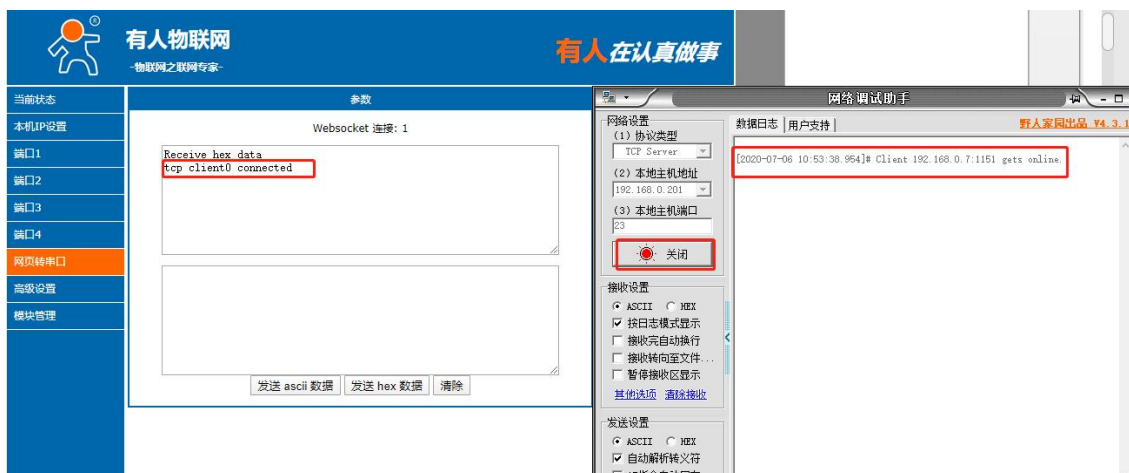 ®
有人物联网
-物联网之联网专家-
有人在认真做事
当前状态
本机IP设置
端口1
端口2
端口3
端口4
网页转串口
高级设置
模块管理
参数
Websocket 连接: 1
Receive hex data
tcp client0 connected
发送 ascii 数据
发送 hex 数据
清除
网络调试助手
网络设置
(1) 协议类型
TCP Server
(2) 本地主机地址
192.168.0.201
(3) 本地主机端口
23
关闭
接收设置
ASCII
HEX
按日志模式显示
接收完自动换行
接收转向至文件...
暂停接收区显示
其他选项
清除接收
发送设置
ASCII
HEX
自动解析转义符
数据日志
用户支持
野人家园出品 V4.3.1
[2020-07-06 10:53:38.954]# Client 192.168.0.7:1151 gets online.